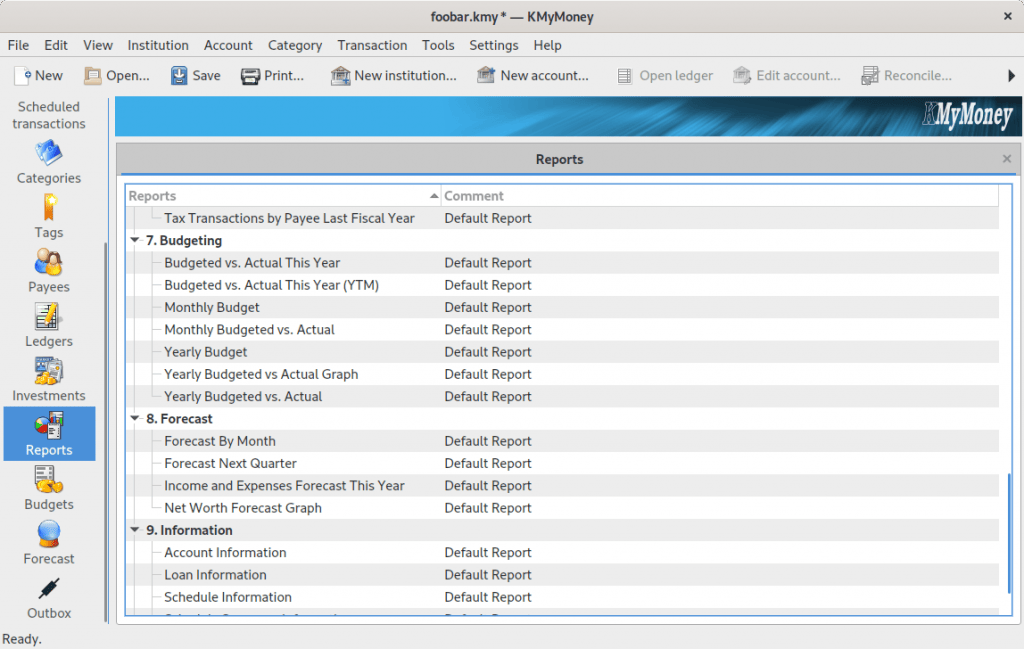 foobar.kmy * — KMyMoney
File Edit View Institution Account Category Transaction Tools Settings Help
New Open... Save Print... New institution... New account... Open ledger Edit account... Reconcile...
Scheduled
transactions
Categories
Tags
Payees
Ledgers
Investments
Reports
Budgets
Forecast
Outbox
KMyMoney
Reports
Reports Comment
Tax Transactions by Payee Last Fiscal Year Default Report
7. Budgeting
Budgeted vs. Actual This Year Default Report
Budgeted vs. Actual This Year (YTM) Default Report
Monthly Budget Default Report
Monthly Budgeted vs. Actual Default Report
Yearly Budget Default Report
Yearly Budgeted vs Actual Graph Default Report
Yearly Budgeted vs. Actual Default Report
8. Forecast
Forecast By Month Default Report
Forecast Next Quarter Default Report
Income and Expenses Forecast This Year Default Report
Net Worth Forecast Graph Default Report
9. Information
Account Information Default Report
Loan Information Default Report
Schedule Information Default Report
Ready.